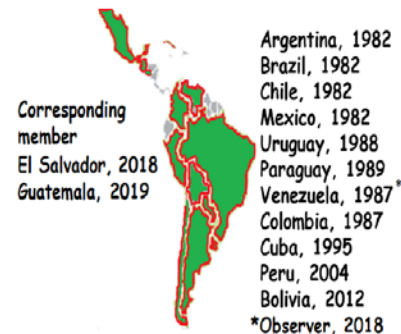 Corresponding
member
El Salvador, 2018
Guatemala, 2019
Argentina, 1982
Brazil, 1982
Chile, 1982
Mexico, 1982
Uruguay, 1988
Paraguay, 1989
Venezuela, 1987*
Colombia, 1987
Cuba, 1995
Peru, 2004
Bolivia, 2012
*Observer, 2018